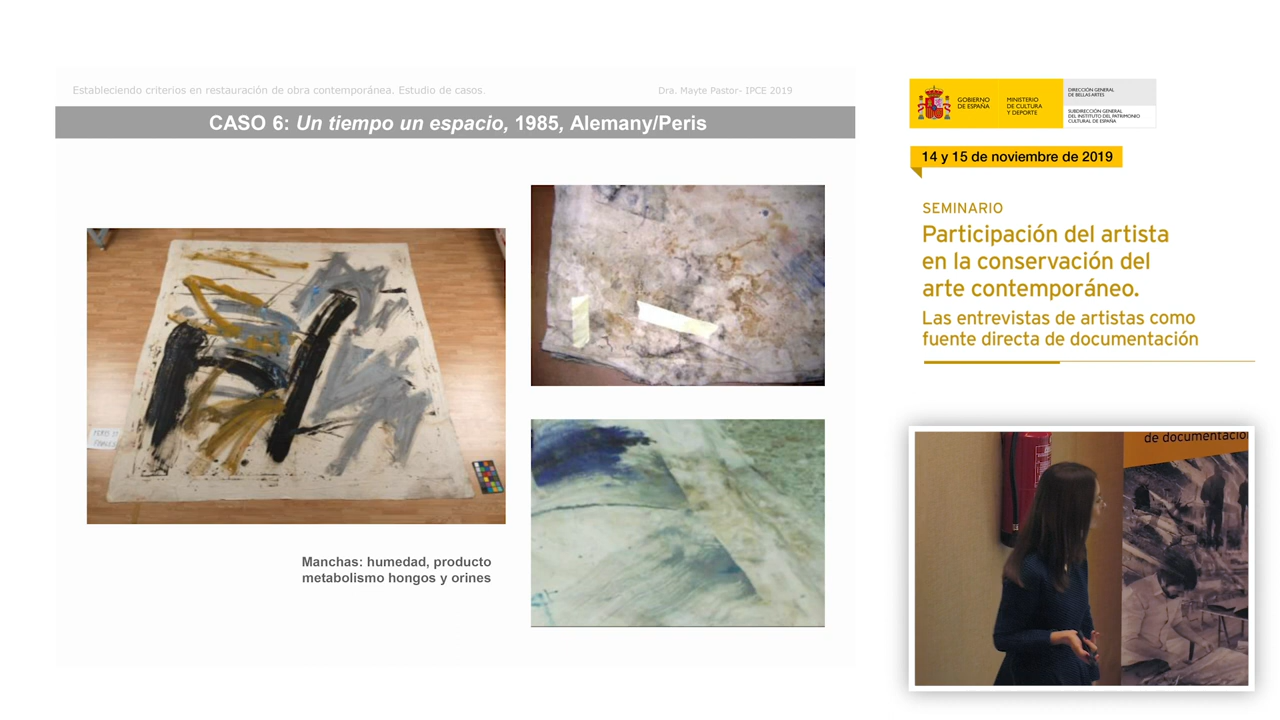 Estableciendo criterios en restauración de obra contemporánea. Estudio de casos.
Dra. Mayte Pastor- IPCE 2019
CASO 6: Un tiempo un espacio, 1985, Alemany/Peris
Manchas: humedad, producto
metabolismo hongos y orines
GOBIERNO
DE ESPAÑA
MINISTERIO
DE CULTURA
Y DEPORTE
DIRECCIÓN GENERAL
DE BELLAS ARTES
SUBDIRECCIÓN GENERAL
DEL INSTITUTO DEL PATRIMONIO
CULTURAL DE ESPAÑA
14 y 15 de noviembre de 2019
SEMINARIO
Participación del artista
en la conservación del
arte contemporáneo.
Las entrevistas de artistas como
fuente directa de documentación
de documentación